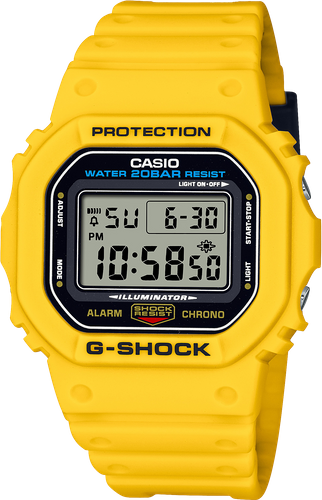 PROTECTION
CASIO
WATER 20BAR RESIST
LIGHT ON·OFF
ADJUST
START·STOP
SU 6-30
PM
10:58 50
MODE
LIGHT
ILLUMINATOR
ALARM SHOCK RESIST CHRONO
G-SHOCK